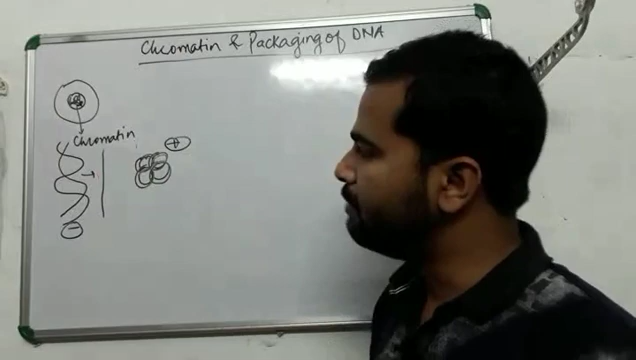 Chromatin & Packaging of DNA
Chromatin
+
−